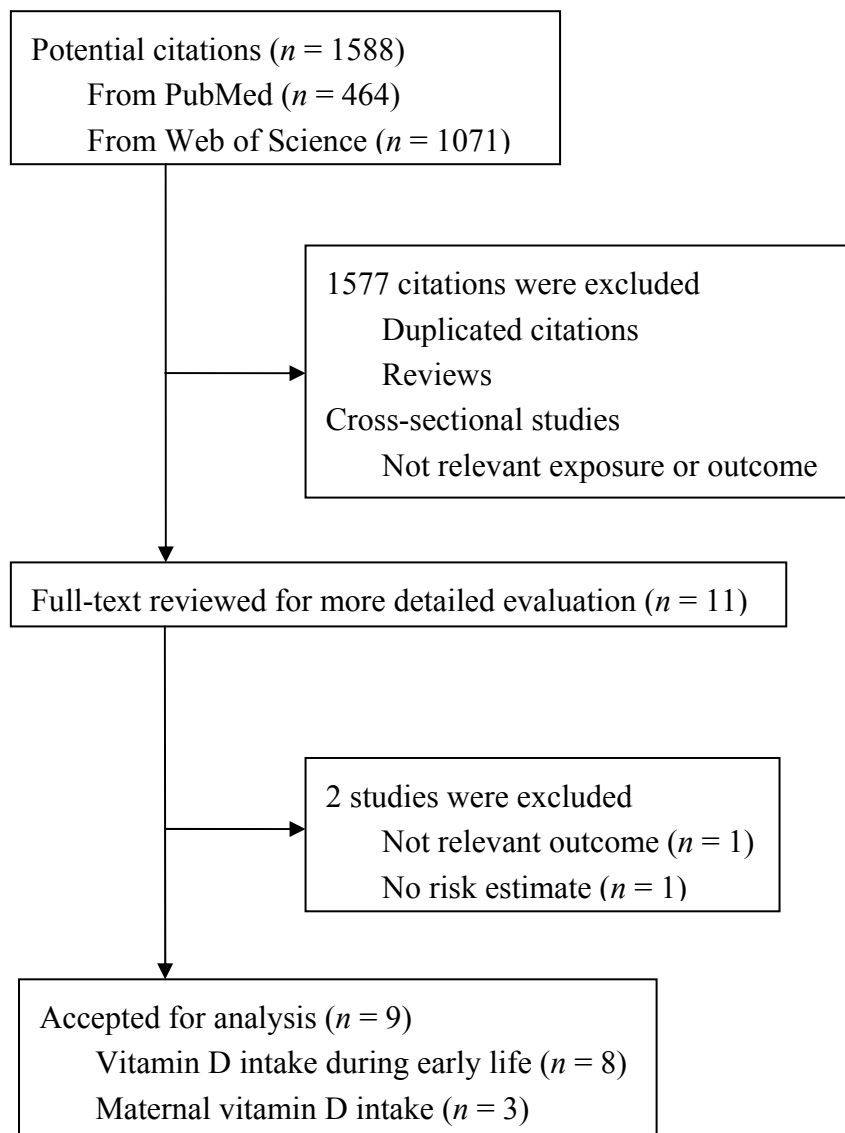 Potential citations (n = 1588)
From PubMed (n = 464)
From Web of Science (n = 1071)
1577 citations were excluded
Duplicated citations
Reviews
Cross-sectional studies
Not relevant exposure or outcome
Full-text reviewed for more detailed evaluation (n = 11)
2 studies were excluded
Not relevant outcome (n = 1)
No risk estimate (n = 1)
Accepted for analysis (n = 9)
Vitamin D intake during early life (n = 8)
Maternal vitamin D intake (n = 3)